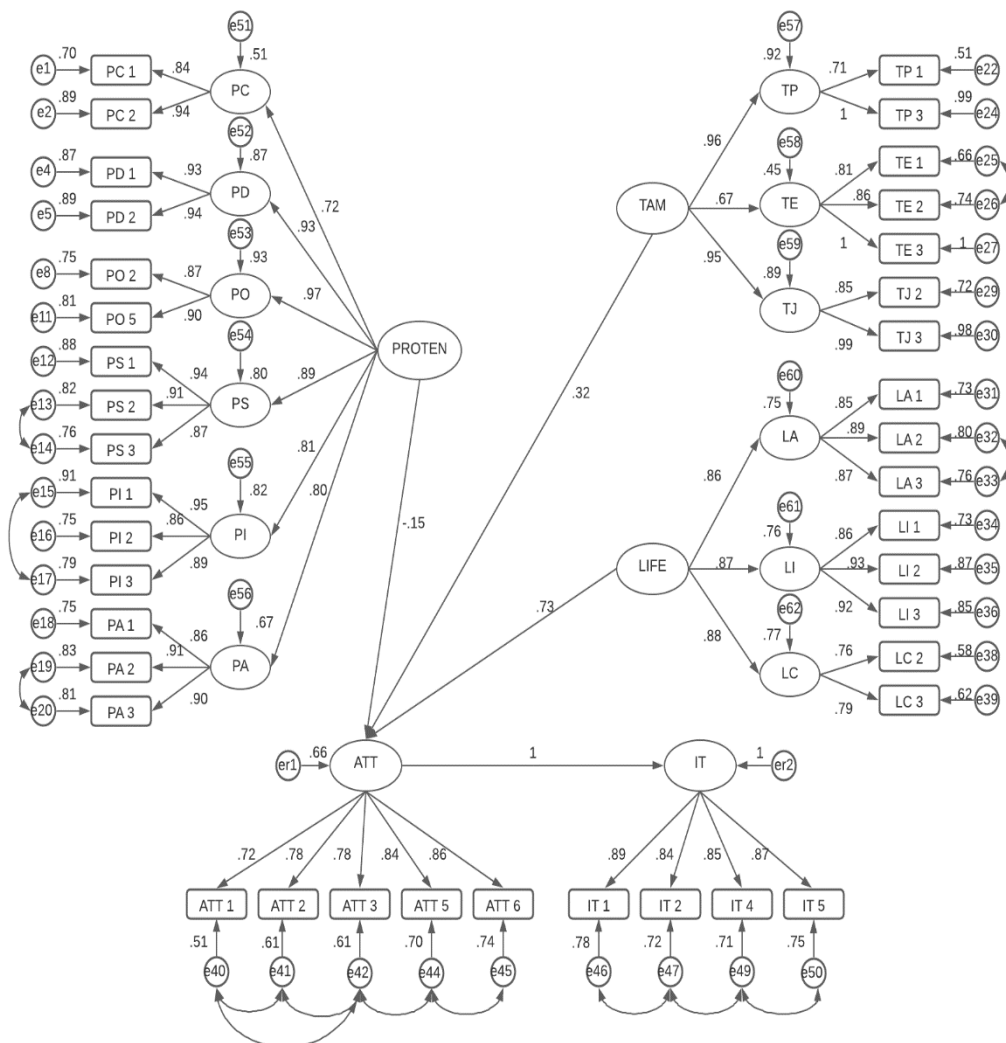 e51
.51
e1
.70
PC 1
.84
PC
e2
.89
PC 2
.94
e52
.87
e4
.87
PD 1
.93
PD
e5
.89
PD 2
.94
e53
.93
e8
.75
PO 2
.87
PO
e11
.81
PO 5
.90
e54
.80
e12
.88
PS 1
.94
e13
.82
PS 2
.91
PS
e14
.76
PS 3
.87
e55
.82
e15
.91
PI 1
.95
e16
.75
PI 2
.86
PI
e17
.79
PI 3
.89
e56
.67
e18
.75
PA 1
.86
e19
.83
PA 2
.91
PA
e20
.81
PA 3
.90
.72
.93
.97
.89
.81
.80
PROTEN
-.15
e57
.92
TP
.71
TP 1
.51
e22
1
TP 3
.99
e24
e58
.45
TE
.81
TE 1
.66
e25
.86
TE 2
.74
e26
1
TE 3
1
e27
e59
.89
TJ
.85
TJ 2
.72
e29
.99
TJ 3
.98
e30
.96
.67
.95
TAM
.32
e60
.75
LA
.85
LA 1
.73
e31
.89
LA 2
.80
e32
.87
LA 3
.76
e33
e61
.76
LI
.86
LI 1
.73
e34
.93
LI 2
.87
e35
.92
LI 3
.85
e36
e62
.77
LC
.76
LC 2
.58
e38
.79
LC 3
.62
e39
.86
.87
.88
LIFE
.73
er1
.66
ATT
1
IT
1
er2
.72
.78
.78
.84
.86
.89
.84
.85
.87
ATT 1
ATT 2
ATT 3
ATT 5
ATT 6
IT 1
IT 2
IT 4
IT 5
.51
.61
.61
.70
.74
.78
.72
.71
.75
e40
e41
e42
e44
e45
e46
e47
e49
e50